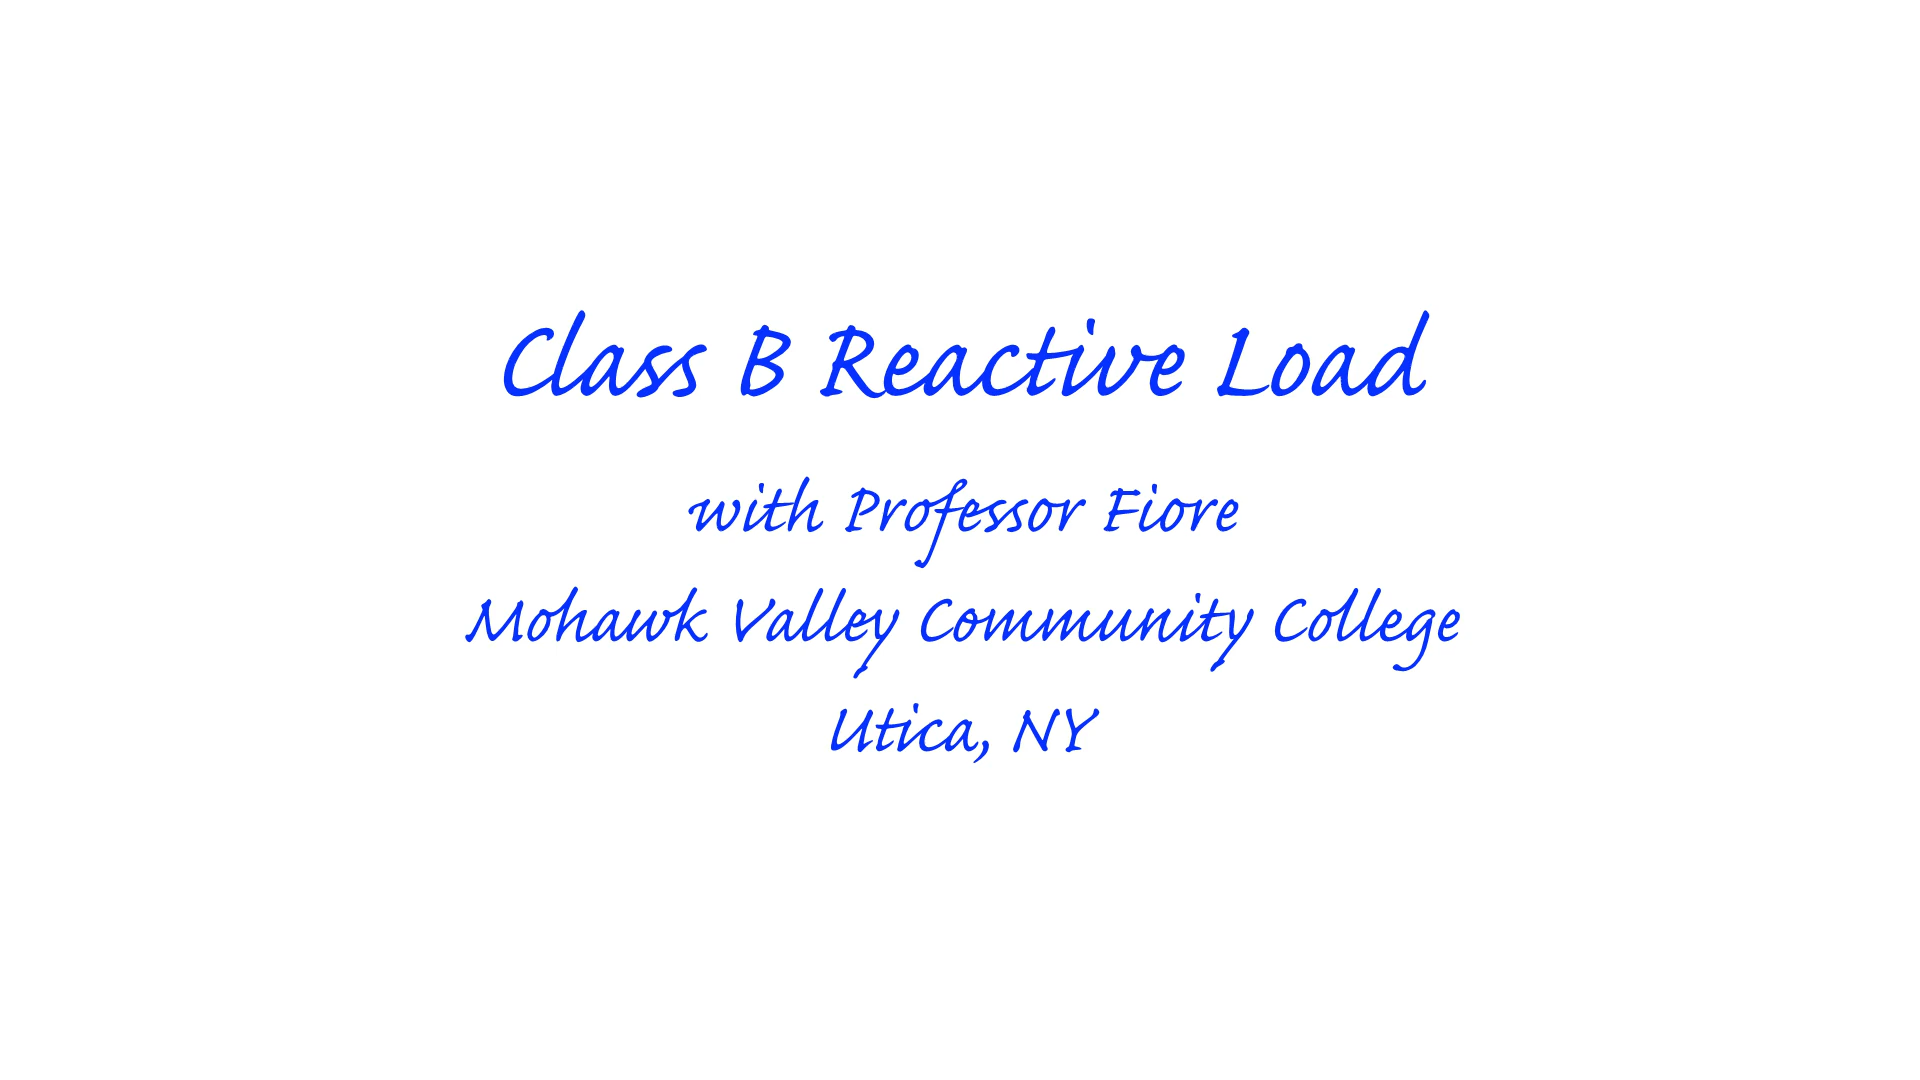 Class B Reactive Load
with Professor Fiore
Mohawk Valley Community College
Utica, NY